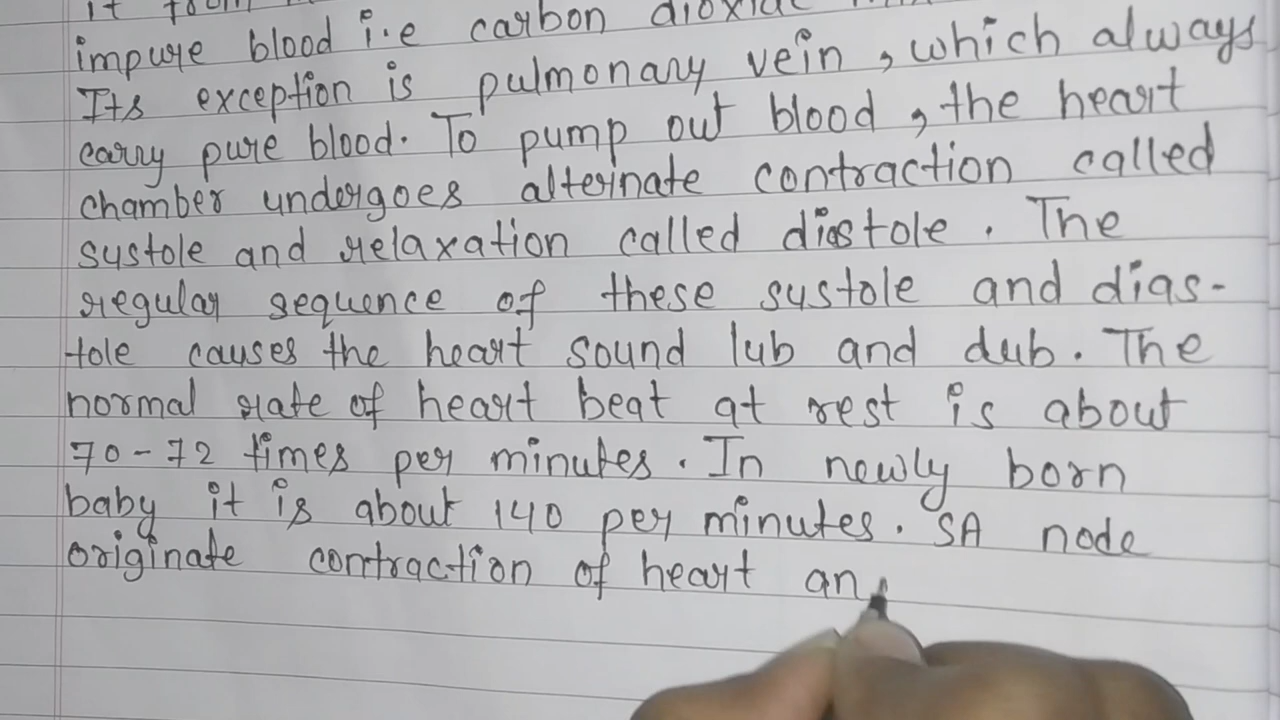 it
impure blood i.e carbon dioxide
Its exception is pulmonary vein, which always
carry pure blood. To pump out blood, the heart
chamber undergoes alternate contraction called
systole and relaxation called diastole. The
regular sequence of these systole and dias-
tole causes the heart sound lub and dub. The
normal rate of heart beat at rest is about
70-72 times per minutes. In newly born
baby it is about 140 per minutes. SA node
originate contraction of heart an